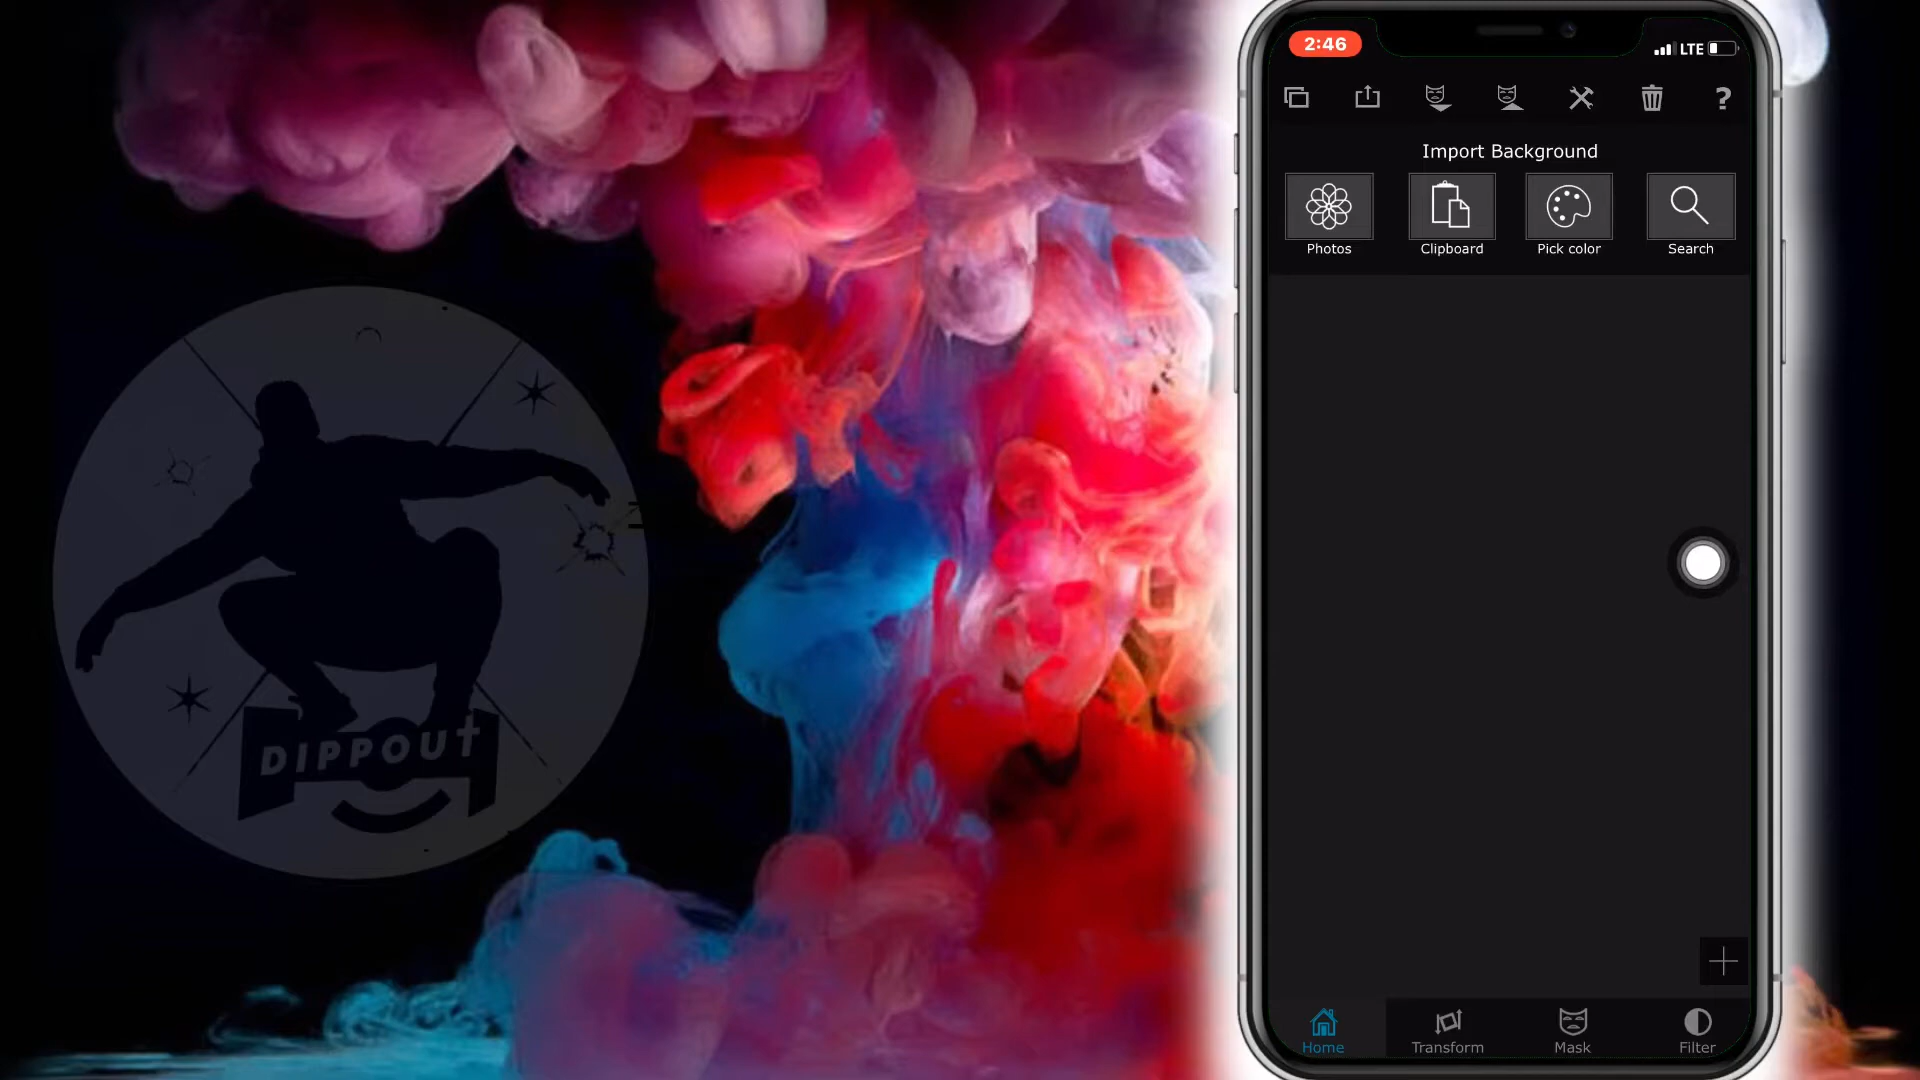 2:46
LTE
?
Import Background
Photos
Clipboard
Pick color
Search
DIPPOUT
Home
Transform
Mask
Filter